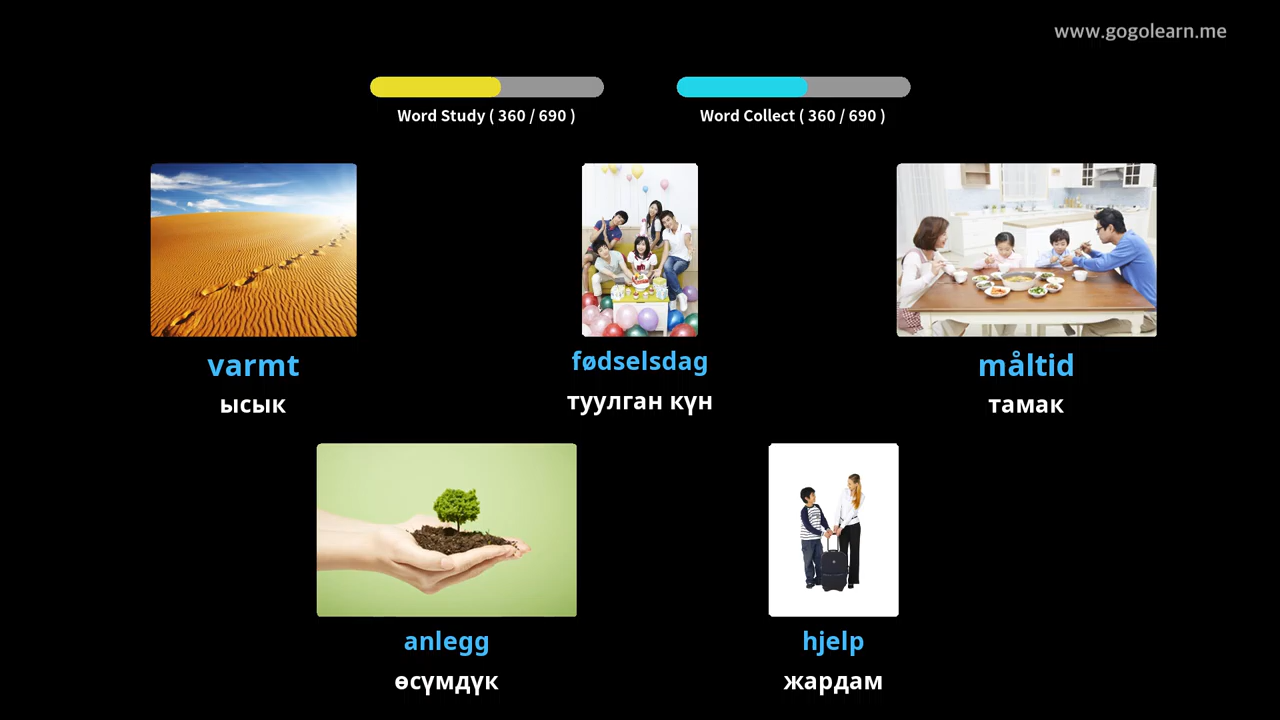 www.gogolearn.me
Word Study ( 360 / 690 )
Word Collect ( 360 / 690 )
varmt
ысык
fødselsdag
туулган күн
måltid
тамак
anlegg
өсүмдүк
hjelp
жардам